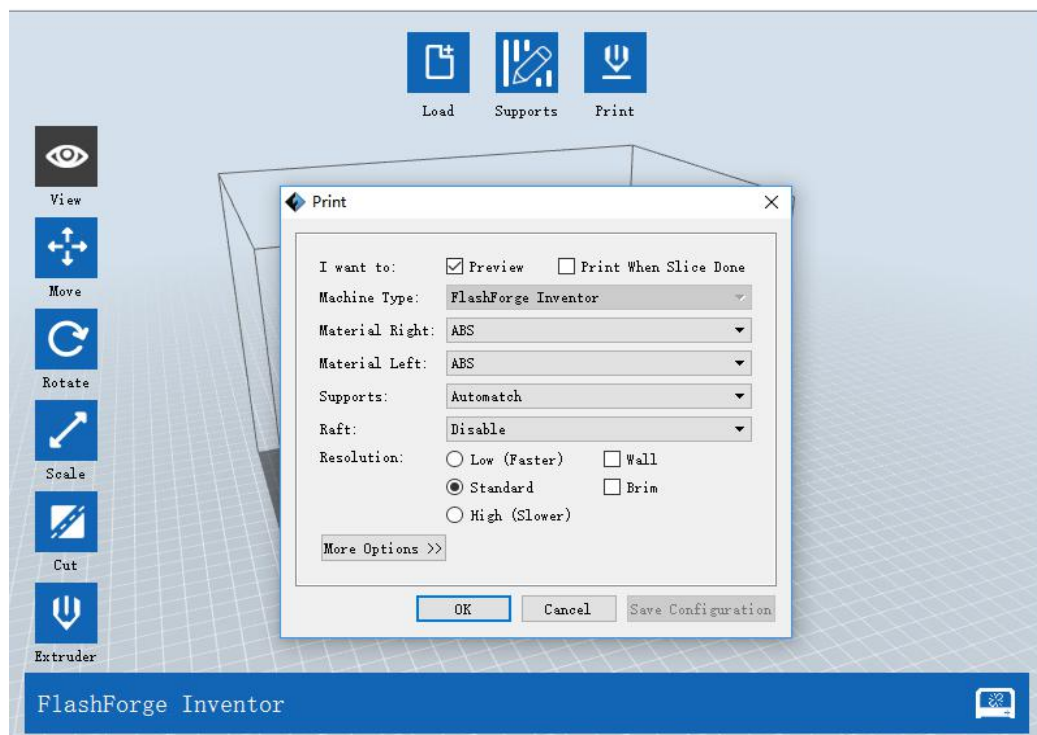 Load Supports Print
View
Move
Rotate
Scale
Cut
Extruder
Print
I want to: Preview Print When Slice Done
Machine Type: FlashForge Inventor
Material Right: ABS
Material Left: ABS
Supports: Automatch
Raft: Disable
Resolution: Low (Faster) Wall
Standard Brim
High (Slower)
More Options >>
OK Cancel Save Configuration
FlashForge Inventor